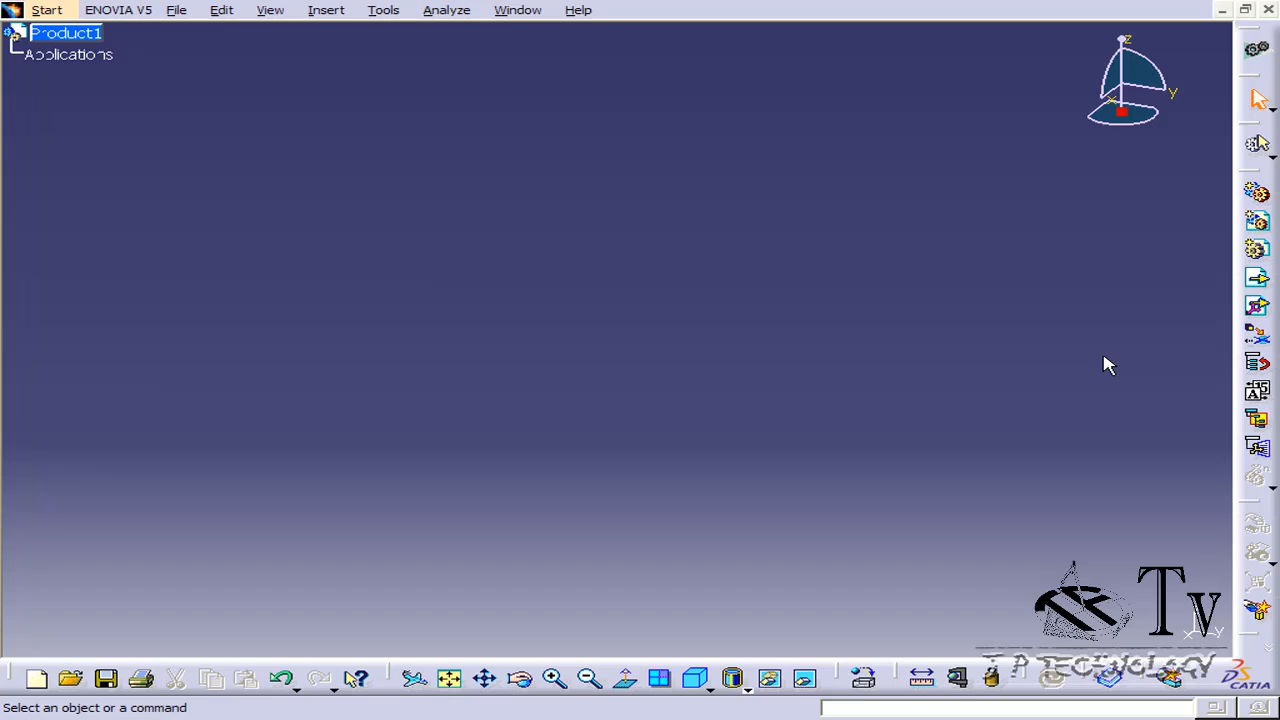 Start ENOVIA V5 File Edit View Insert Tools Analyze Window Help
Product1
Applications
z
y
x
Tv
T P TECHNOLOGY
CATIA
Select an object or a command